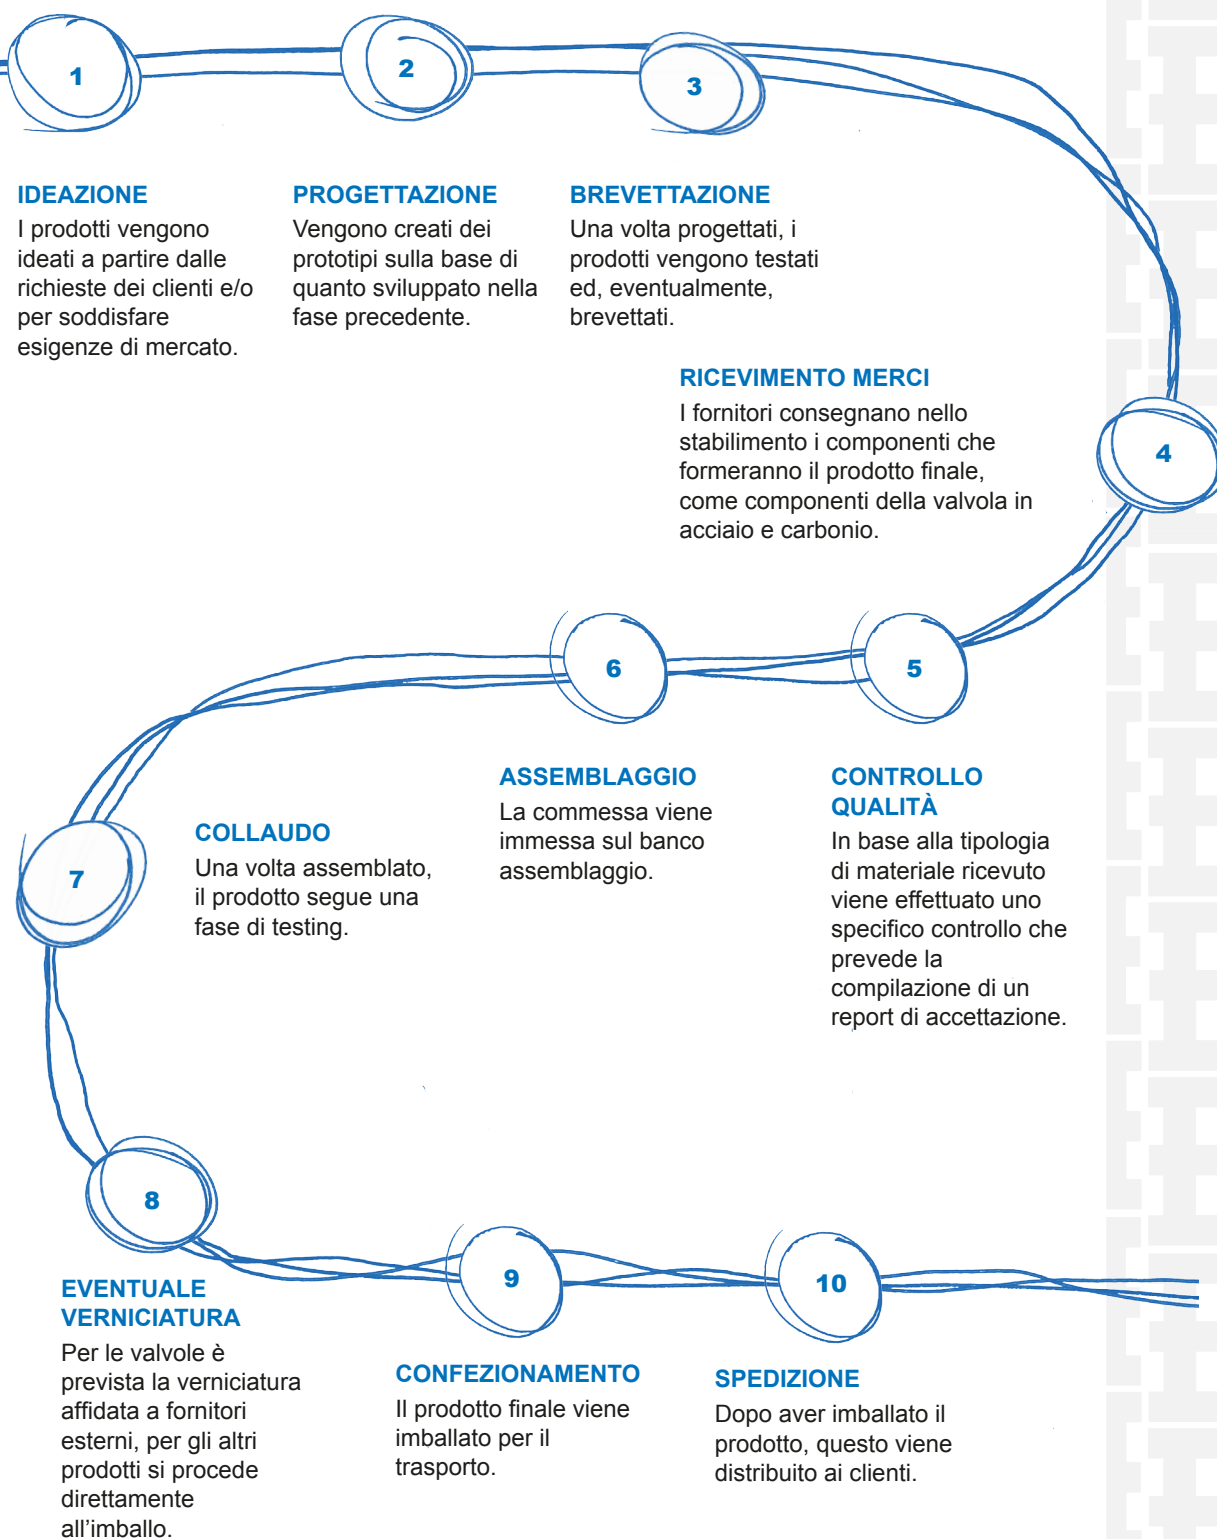 1
2
3
IDEAZIONE
I prodotti vengono
ideati a partire dalle
richieste dei clienti e/o
per soddisfare
esigenze di mercato.
PROGETTAZIONE
Vengono creati dei
prototipi sulla base di
quanto sviluppato nella
fase precedente.
BREVETTAZIONE
Una volta progettati, i
prodotti vengono testati
ed, eventualmente,
brevettati.
4
RICEVIMENTO MERCI
I fornitori consegnano nello
stabilimento i componenti che
formeranno il prodotto finale,
come componenti della valvola in
acciaio e carbonio.
5
CONTROLLO
QUALITÀ
In base alla tipologia
di materiale ricevuto
viene effettuato uno
specifico controllo che
prevede la
compilazione di un
report di accettazione.
6
ASSEMBLAGGIO
La commessa viene
immessa sul banco
assemblaggio.
7
COLLAUDO
Una volta assemblato,
il prodotto segue una
fase di testing.
8
EVENTUALE
VERNICIATURA
Per le valvole è
prevista la verniciatura
affidata a fornitori
esterni, per gli altri
prodotti si procede
direttamente
all'imballo.
9
CONFEZIONAMENTO
Il prodotto finale viene
imballato per il
trasporto.
10
SPEDIZIONE
Dopo aver imballato il
prodotto, questo viene
distribuito ai clienti.